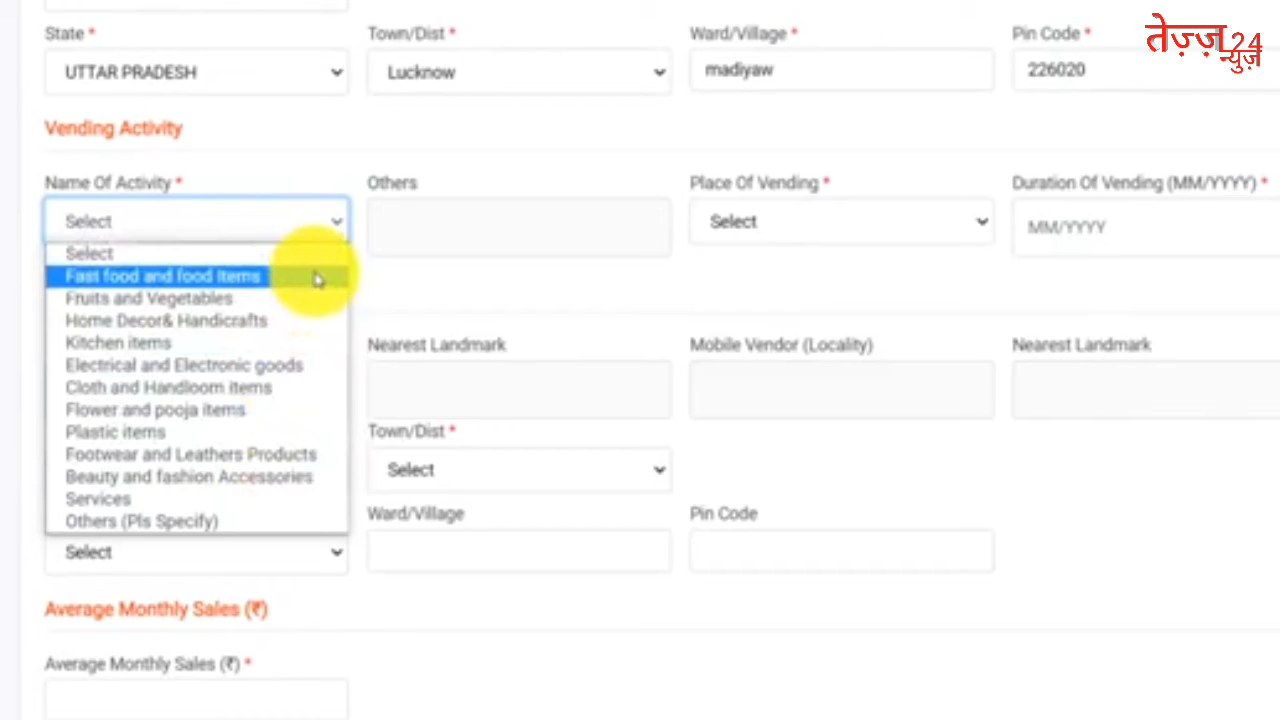 State *
Town/Dist *
Ward/Village *
Pin Code *
तेज़ज़ 24
न्युज़
UTTAR PRADESH
Lucknow
madiyaw
226020
Vending Activity
Name Of Activity *
Others
Place Of Vending *
Duration Of Vending (MM/YYYY) *
Select
Select
MM/YYYY
Select
Fast food and food Items
Fruits and Vegetables
Home Decor& Handicrafts
Kitchen items
Electrical and Electronic goods
Cloth and Handloom items
Flower and pooja items
Plastic items
Footwear and Leathers Products
Beauty and fashion Accessories
Services
Others (Pls Specify)
Nearest Landmark
Mobile Vendor (Locality)
Nearest Landmark
Town/Dist *
Select
Ward/Village
Pin Code
Select
Average Monthly Sales (₹)
Average Monthly Sales (₹) *